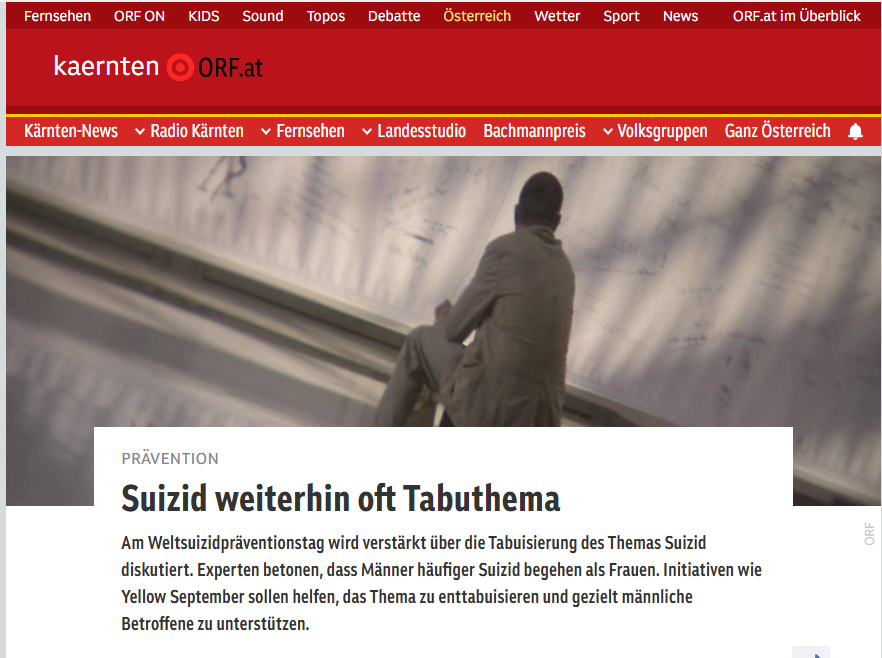 Fernsehen ORF ON KIDS Sound Topos Debatte Österreich Wetter Sport News ORF.at im Überblick
kaernten ORF.at
Kärnten-News Radio Kärnten Fernsehen Landesstudio Bachmannpreis Volksgruppen Ganz Österreich
PRÄVENTION
Suizid weiterhin oft Tabuthema
Am Weltsuizidpräventionstag wird verstärkt über die Tabuisierung des Themas Suizid
diskutiert. Experten betonen, dass Männer häufiger Suizid begehen als Frauen. Initiativen wie
Yellow September sollen helfen, das Thema zu enttabuisieren und gezielt männliche
Betroffene zu unterstützen.
ORF